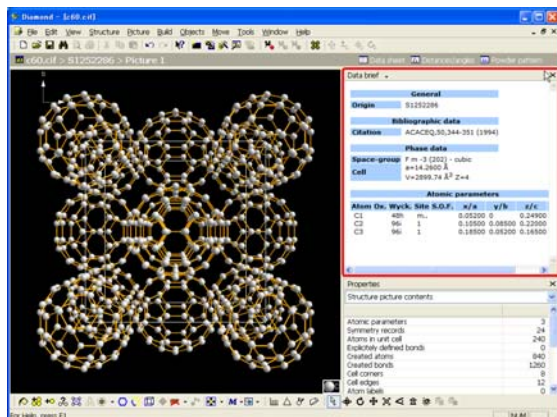 Diamond - [c60.cif]
File Edit View Structure Picture Build Objects Move Tools Window Help
c60.cif > S1252286 > Picture 1
Data sheet Distances/angles Powder pattern
Data brief
General
Origin S1252286
Bibliographic data
Citation ACACEQ,50,344-351 (1994)
Phase data
Space-group F m -3 (202) - cubic
Cell a=14.2600 Å
V=2899.74 Å3 Z=4
Atomic parameters
Atom Ox. Wyck. Site S.O.F. x/a y/b z/c
C1 48h m.. 0.05200 0 0.24900
C2 96i 1 0.10500 0.08500 0.22000
C3 96i 1 0.18500 0.05200 0.16500
Properties
Structure picture contents
Atomic parameters 3
Symmetry records 24
Atoms in unit cell 240
Explicitely defined bonds 0
Created atoms 840
Created bonds 1260
Cell corners 8
Cell edges 12
Atom labels 0
For Help, press F1
NUM